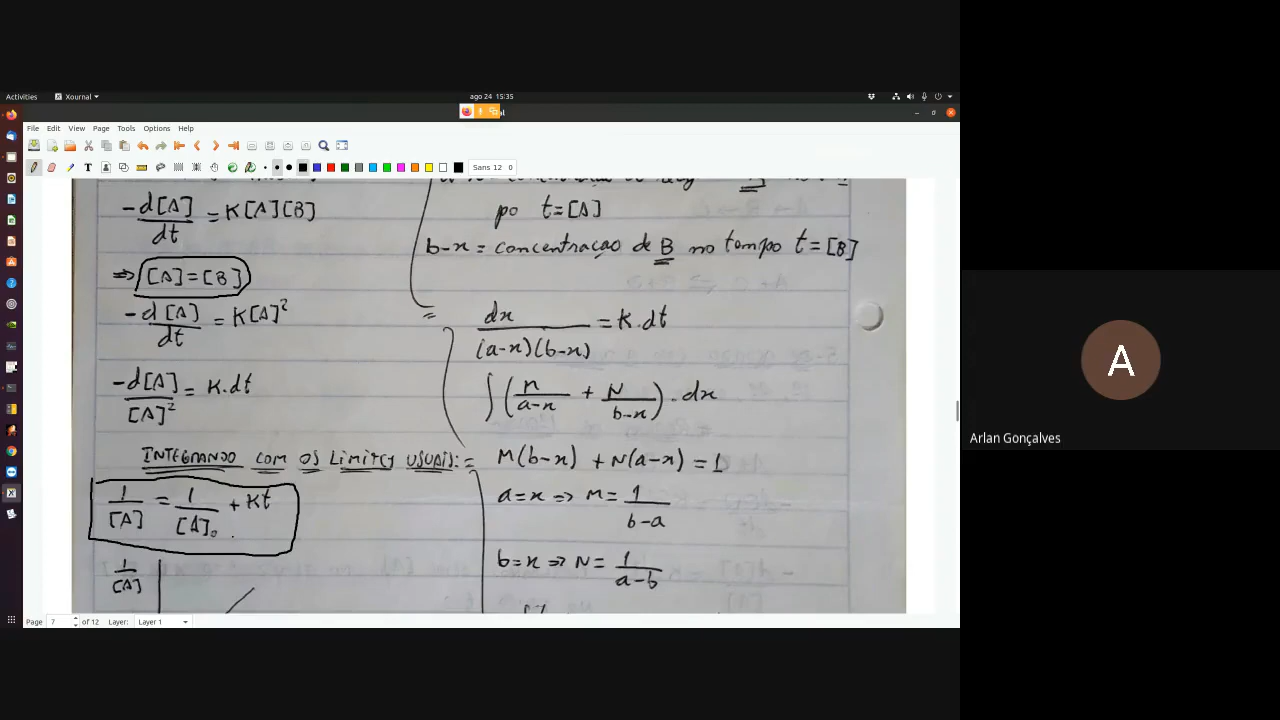 Activities Xournal ago 24 15:35
File Edit View Page Tools Options Help
Sans 12 0
-d[A]/dt = K[A][B]
⇒ [A]=[B]
-d[A]/dt = K[A]²
-d[A]/[A]² = K.dt
INTEGRANDO COM OS LIMITES USUAIS:
1/[A] = 1/[A]₀ + Kt
1/[A]
po t=[A]
b-x = concentraçao de B no tempo t=[B]
= dx/(a-x)(b-x) = K.dt
∫(M/(a-x) + N/(b-x)).dx
= M(b-x) + N(a-x) = 1
a=x ⇒ M= 1/(b-a)
b=x ⇒ N= 1/(a-b)
Page 7 of 12 Layer: Layer 1
A
Arlan Gonçalves